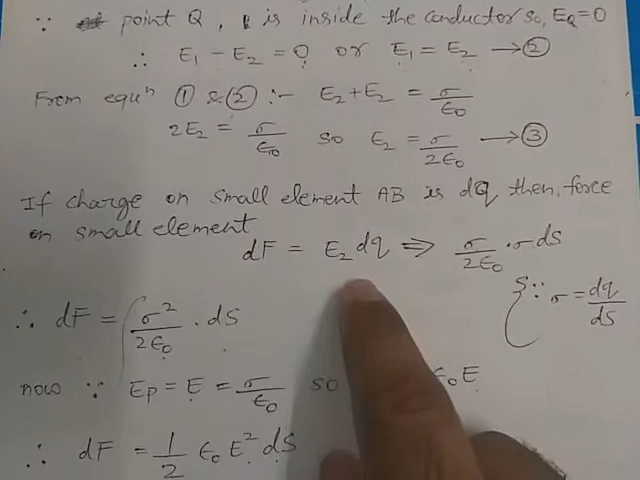 ∵ point Q, is inside the conductor so, EQ=0
∴ E₁ − E₂ = 0 or E₁ = E₂ → ②
From equⁿ ① & ② :- E₂+E₂ = σ/ε₀
2E₂ = σ/ε₀ so E₂ = σ/2ε₀ → ③
If charge on small element AB is dq then, force
on small element
dF = E₂ dq ⇒ σ/2ε₀ · σ ds
{∵ σ = dq/ds
∴ dF = σ²/2ε₀ · ds
now ∵ Ep = E = σ/ε₀ so ε₀E
∴ dF = 1/2 ε₀ E² ds